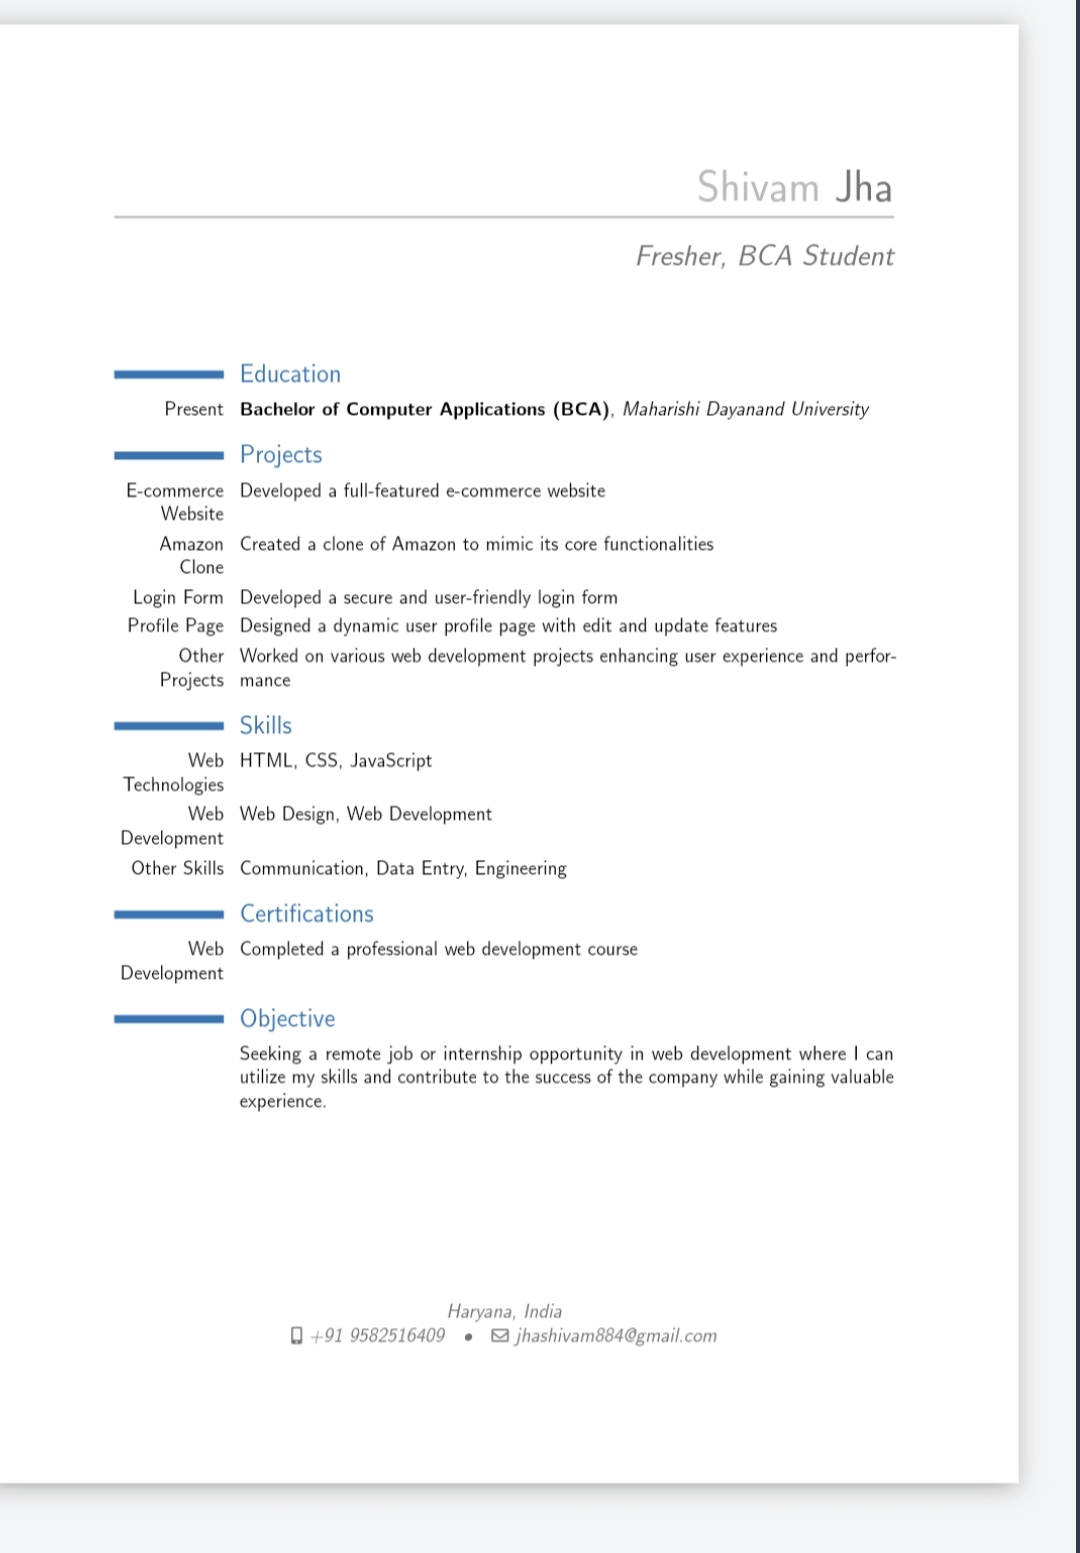 Shivam Jha
Fresher, BCA Student
Education
Present Bachelor of Computer Applications (BCA), Maharishi Dayanand University
Projects
E-commerce Website Developed a full-featured e-commerce website
Amazon Clone Created a clone of Amazon to mimic its core functionalities
Login Form Developed a secure and user-friendly login form
Profile Page Designed a dynamic user profile page with edit and update features
Other Worked on various web development projects enhancing user experience and perfor-
Projects mance
Skills
Web Technologies HTML, CSS, JavaScript
Web Development Web Design, Web Development
Other Skills Communication, Data Entry, Engineering
Certifications
Web Development Completed a professional web development course
Objective
Seeking a remote job or internship opportunity in web development where I can
utilize my skills and contribute to the success of the company while gaining valuable
experience.
Haryana, India
+91 9582516409 • jhashivam884@gmail.com